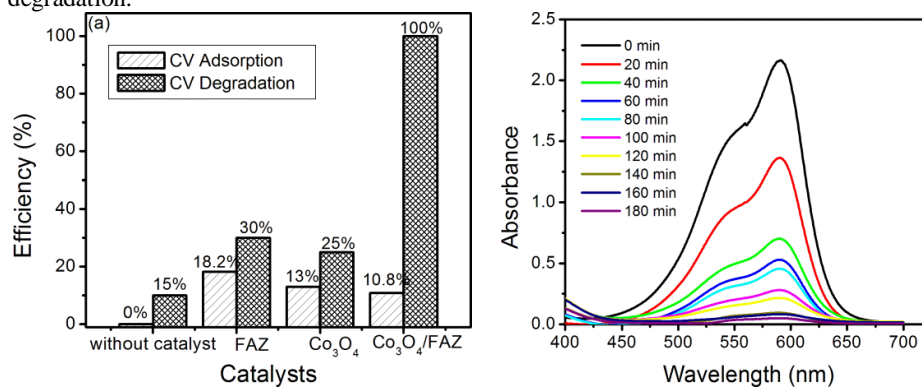 degradation.
(a)
CV Adsorption
CV Degradation
Efficiency (%)
100
80
60
40
20
0
0%
15%
18.2%
30%
13%
25%
10.8%
100%
without catalyst
FAZ
Co₃O₄
Co₃O₄/FAZ
Catalysts
Absorbance
2.5
2.0
1.5
1.0
0.5
0.0
0 min
20 min
40 min
60 min
80 min
100 min
120 min
140 min
160 min
180 min
400 450 500 550 600 650 700
Wavelength (nm)